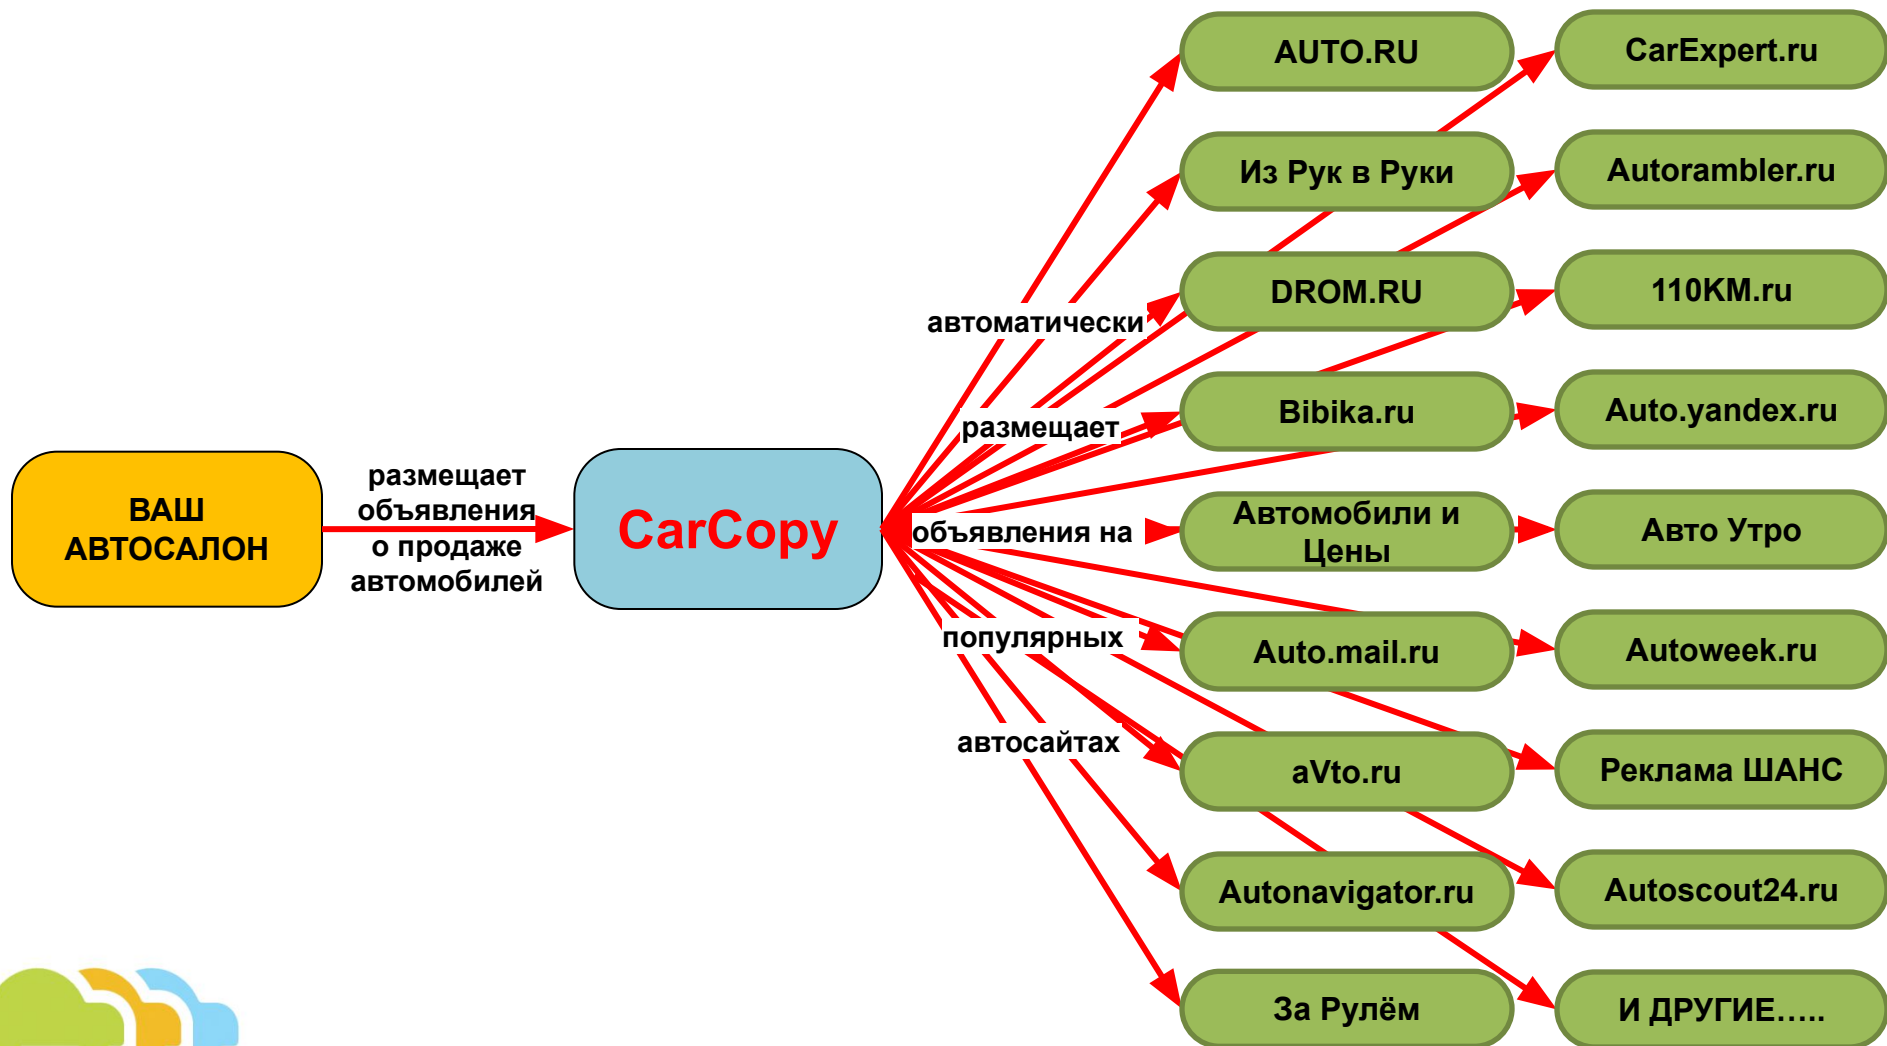 ВАШ
АВТОСАЛОН
размещает
объявления
о продаже
автомобилей
CarCopy
автоматически
размещает
объявления на
популярных
автосайтах
AUTO.RU
Из Рук в Руки
DROM.RU
Bibika.ru
Автомобили и
Цены
Auto.mail.ru
aVto.ru
Autonavigator.ru
За Рулём
CarExpert.ru
Autorambler.ru
110KM.ru
Auto.yandex.ru
Авто Утро
Autoweek.ru
Реклама ШАНС
Autoscout24.ru
И ДРУГИЕ…..